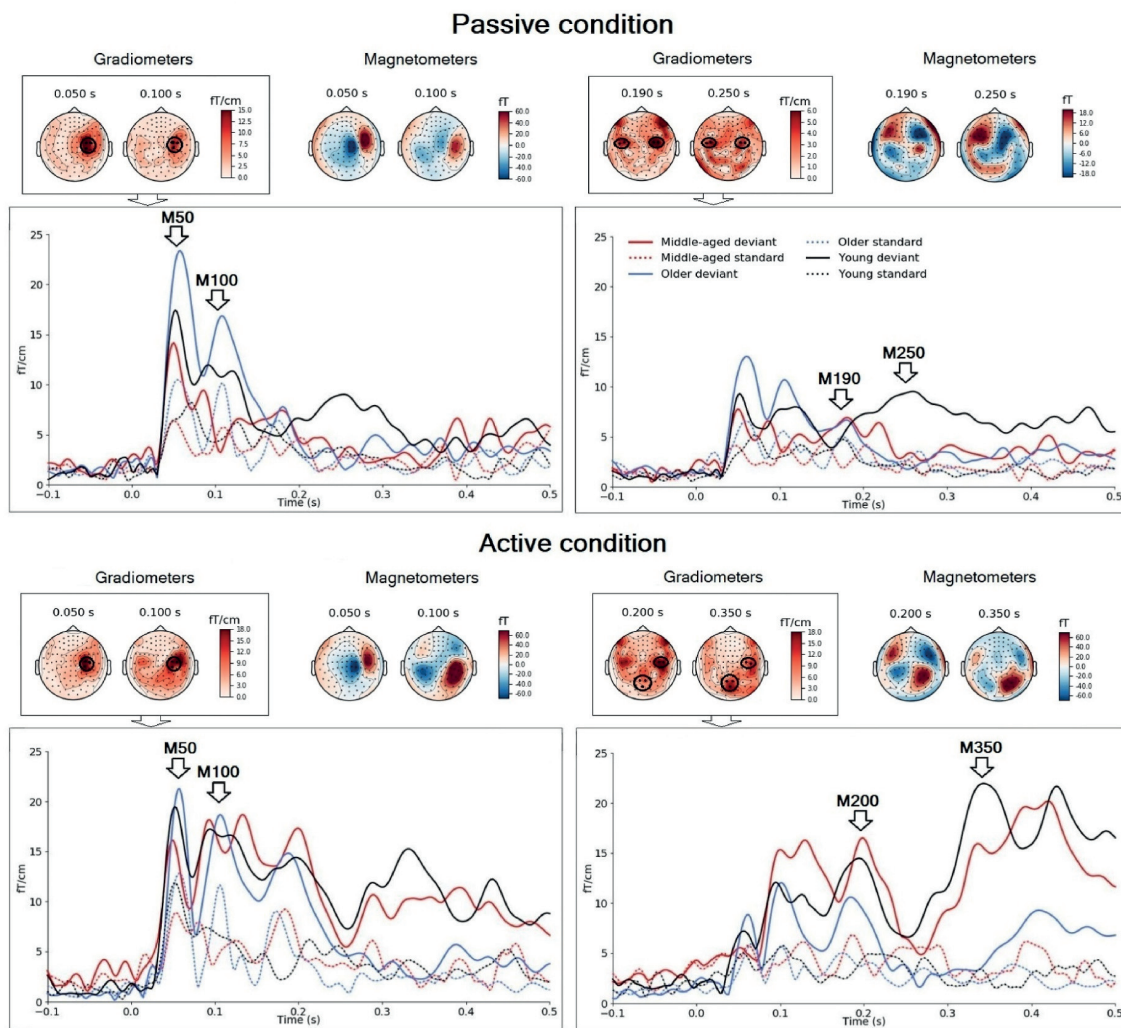 Passive condition
Gradiometers Magnetometers Gradiometers Magnetometers
0.050 s 0.100 s fT/cm 0.050 s 0.100 s fT 0.190 s 0.250 s fT/cm 0.190 s 0.250 s fT
15.0
12.5
10.0
7.5
5.0
2.5
0.0
60.0
40.0
20.0
0.0
-20.0
-40.0
-60.0
6.0
5.0
4.0
3.0
2.0
1.0
0.0
18.0
12.0
6.0
0.0
-6.0
-12.0
-18.0
M50
M100
fT/cm
25
20
15
10
5
0
−0.1 0.0 0.1 0.2 0.3 0.4 0.5
Time (s)
Middle-aged deviant
Middle-aged standard
Older deviant
Older standard
Young deviant
Young standard
M190
M250
fT/cm
25
20
15
10
5
0
−0.1 0.0 0.1 0.2 0.3 0.4 0.5
Time (s)
Active condition
Gradiometers Magnetometers Gradiometers Magnetometers
0.050 s 0.100 s fT/cm 0.050 s 0.100 s fT 0.200 s 0.350 s fT/cm 0.200 s 0.350 s fT
18.0
15.0
12.0
9.0
6.0
3.0
0.0
60.0
40.0
20.0
0.0
-20.0
-40.0
-60.0
18.0
15.0
12.0
9.0
6.0
3.0
0.0
60.0
40.0
20.0
0.0
-20.0
-40.0
-60.0
M50
M100
fT/cm
25
20
15
10
5
0
−0.1 0.0 0.1 0.2 0.3 0.4 0.5
Time (s)
M200
M350
fT/cm
25
20
15
10
5
0
−0.1 0.0 0.1 0.2 0.3 0.4 0.5
Time (s)